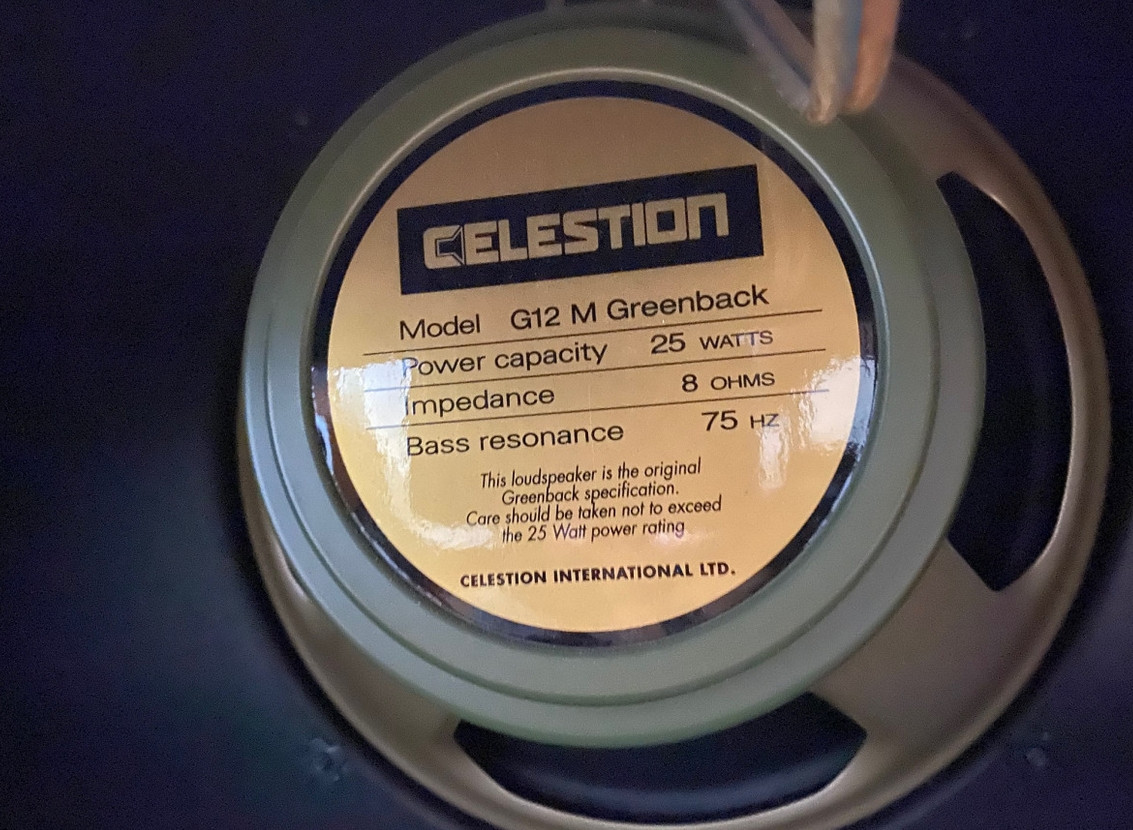 CELESTION
Model G12 M Greenback
Power capacity 25 WATTS
Impedance 8 OHMS
Bass resonance 75 HZ
This loudspeaker is the original
Greenback specification.
Care should be taken not to exceed
the 25 Watt power rating
CELESTION INTERNATIONAL LTD.